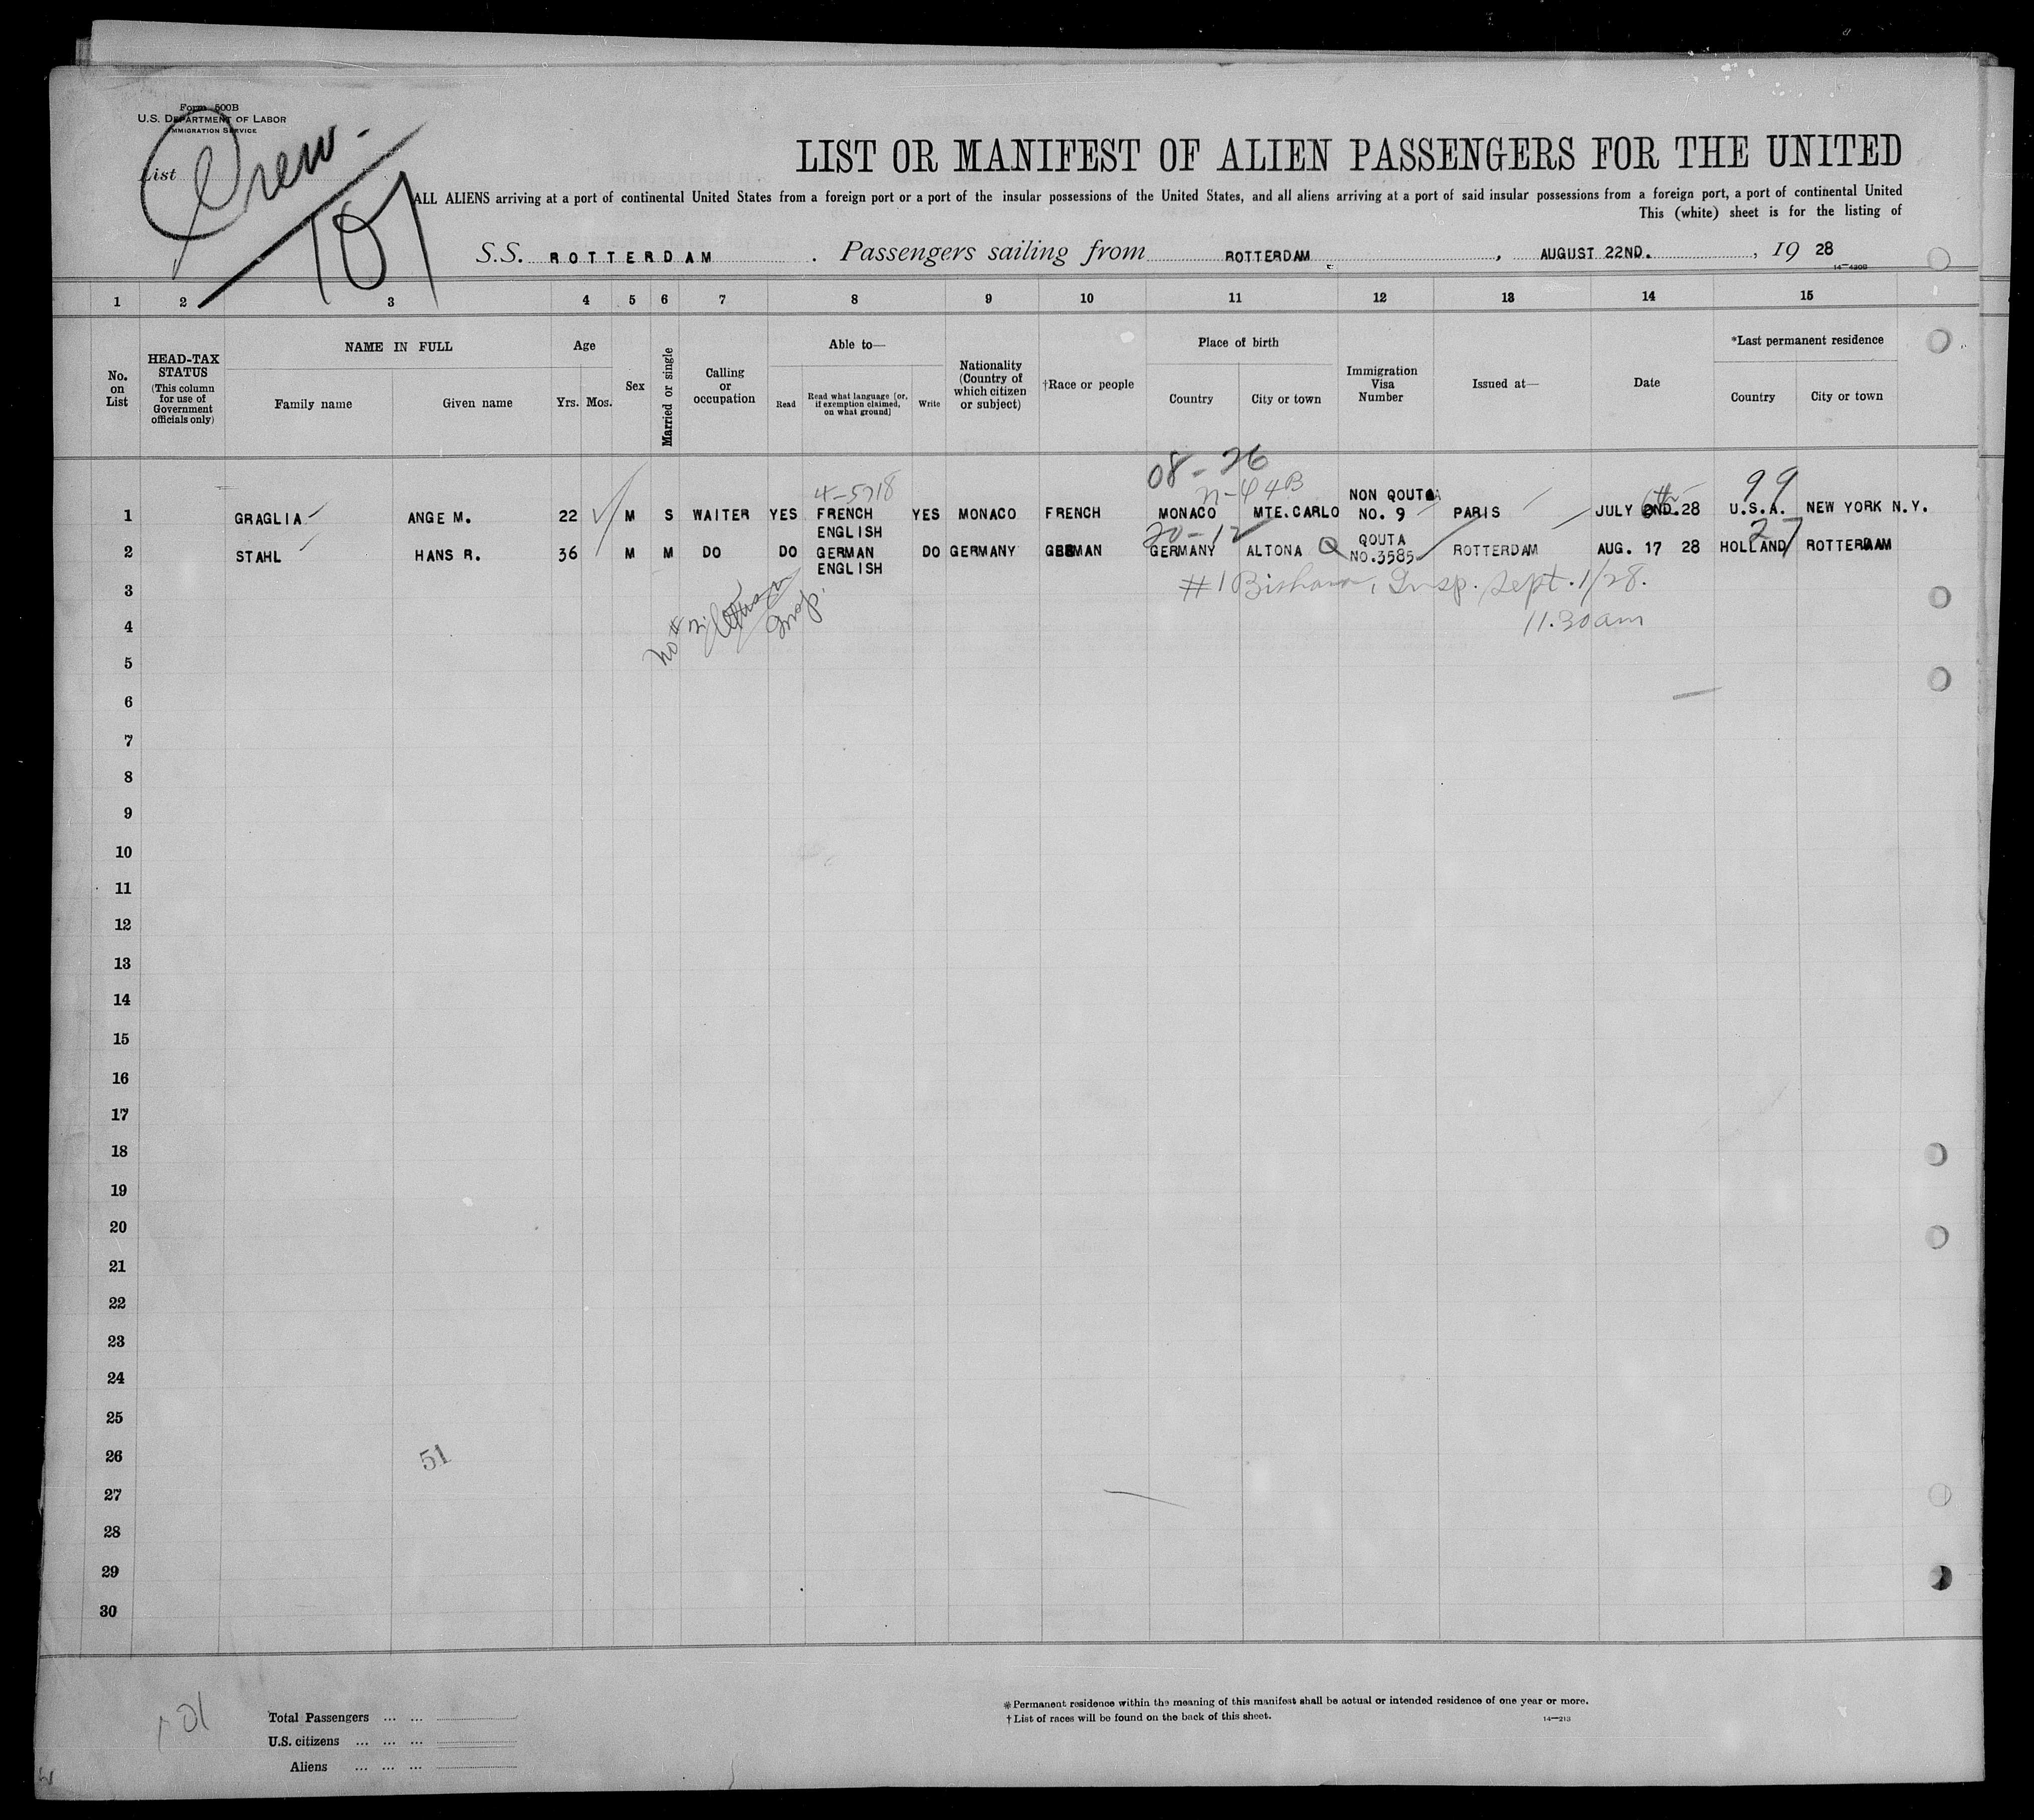 Form 500B
U.S. DEPARTMENT OF LABOR
IMMIGRATION SERVICE
List
Crew -
107
LIST OR MANIFEST OF ALIEN PASSENGERS FOR THE UNITED
ALL ALIENS arriving at a port of continental United States from a foreign port or a port of the insular possessions of the United States, and all aliens arriving at a port of said insular possessions from a foreign port, a port of continental United
This (white) sheet is for the listing of
S.S. ROTTERDAM . Passengers sailing from ROTTERDAM , AUGUST 22ND. , 19 28
14—420B
1 2 3 4 5 6 7 8 9 10 11 12 13 14 15
No. on List
HEAD-TAX STATUS (This column for use of Government officials only)
NAME IN FULL
Family name Given name
Age
Yrs. Mos.
Sex
Married or single
Calling or occupation
Able to—
Read Read what language [or, if exemption claimed, on what ground] Write
Nationality (Country of which citizen or subject)
†Race or people
Place of birth
Country City or town
Immigration Visa Number
Issued at—
Date
*Last permanent residence
Country City or town
08-26
4-5718 99
NON QOUTA
1 GRAGLIA ANGE M. 22 M S WAITER YES FRENCH YES MONACO FRENCH MONACO MTE.CARLO NO. 9 PARIS JULY 6th 28 U.S.A. NEW YORK N.Y.
ENGLISH
20-12 27
QOUTA
2 STAHL HANS R. 36 M M DO DO GERMAN DO GERMANY GERMAN GERMANY ALTONA Q NO.3585 ROTTERDAM AUG. 17 28 HOLLAND ROTTERDAM
ENGLISH
#1 Insp. Sept. 1/28.
11.30 am
No #2 Insp.
3
4
5
6
7
8
9
10
11
12
13
14
15
16
17
18
19
20
21
22
23
24
25
26
51
27
28
29
30
107
Total Passengers ... ...
U.S. citizens ... ... ...
Aliens ... ... ...
* Permanent residence within the meaning of this manifest shall be actual or intended residence of one year or more.
† List of races will be found on the back of this sheet.
14—213